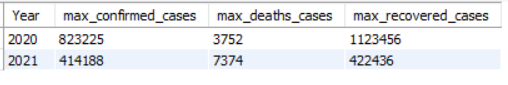 Year max_confirmed_cases max_deaths_cases max_recovered_cases
2020 823225 3752 1123456
2021 414188 7374 422436